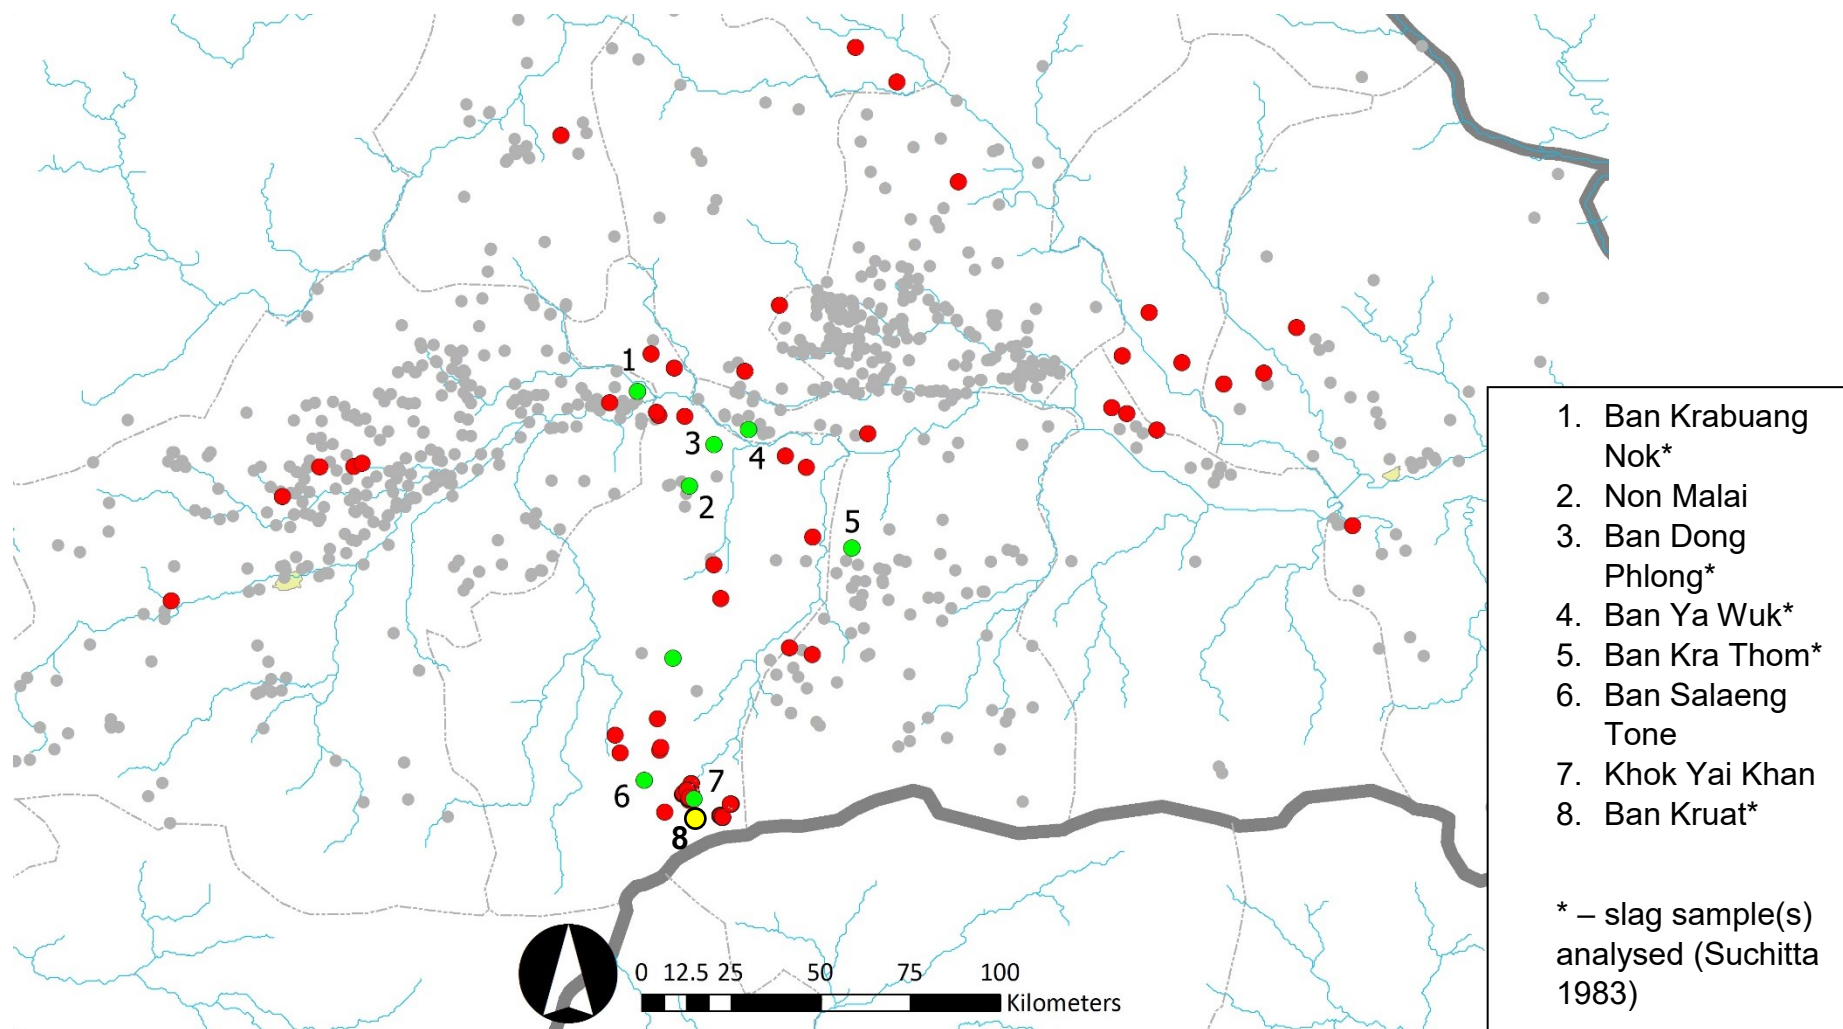 1
3
4
2
5
6
7
8
0 12.5 25 50 75 100
Kilometers
1. Ban Krabuang
Nok*
2. Non Malai
3. Ban Dong
Phlong*
4. Ban Ya Wuk*
5. Ban Kra Thom*
6. Ban Salaeng
Tone
7. Khok Yai Khan
8. Ban Kruat*
* – slag sample(s)
analysed (Suchitta
1983)